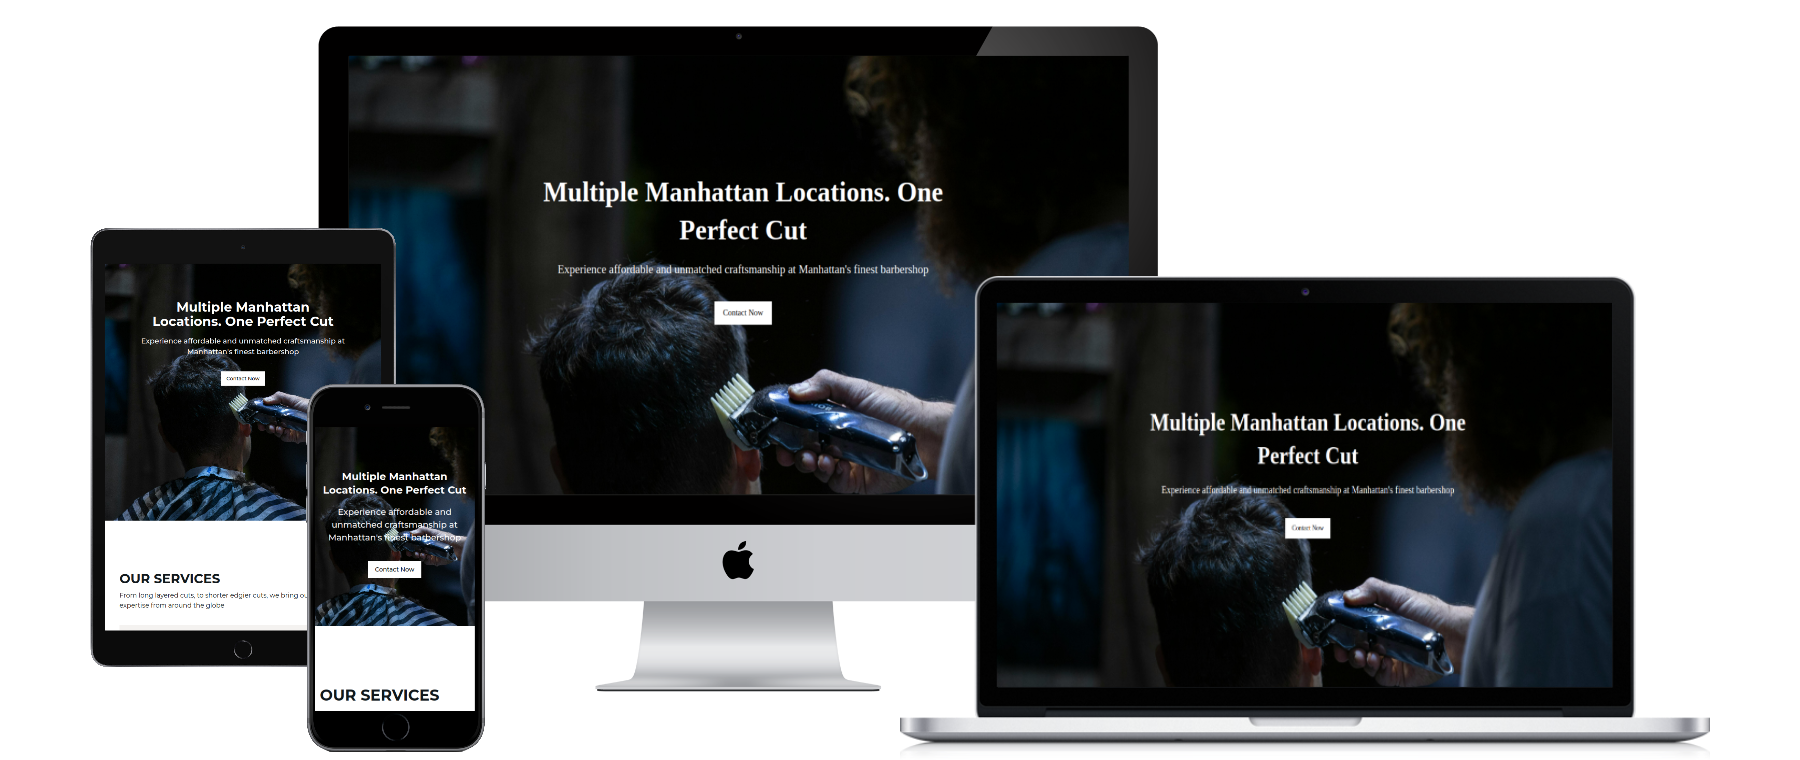 Multiple Manhattan Locations. One
Perfect Cut
Experience affordable and unmatched craftsmanship at Manhattan's finest barbershop
Contact Now
Multiple Manhattan
Locations. One Perfect Cut
Experience affordable and unmatched craftsmanship at
Manhattan's finest barbershop
Contact Now
OUR SERVICES
From long layered cuts, to shorter edgier cuts, we bring ou
expertise from around the globe
Multiple Manhattan
Locations. One Perfect Cut
Experience affordable and
unmatched craftsmanship at
Manhattan's finest barbershop
Contact Now
OUR SERVICES
Multiple Manhattan Locations. One
Perfect Cut
Experience affordable and unmatched craftsmanship at Manhattan's finest barbershop
Contact Now